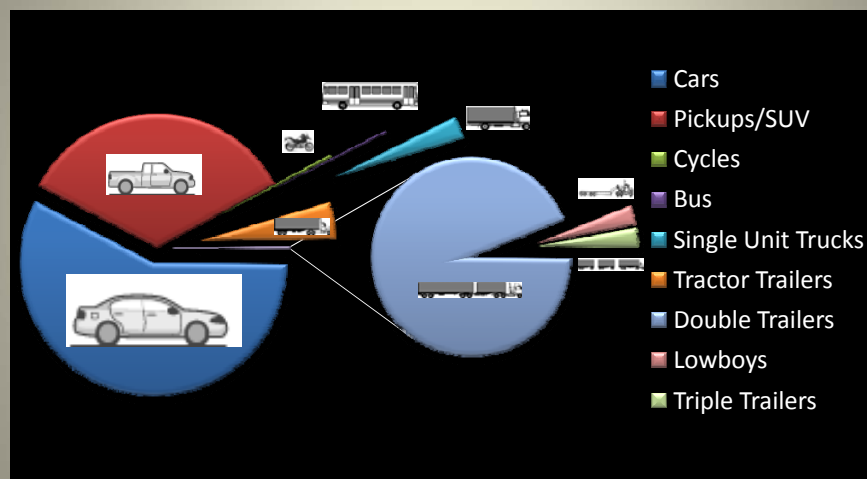 Cars
Pickups/SUV
Cycles
Bus
Single Unit Trucks
Tractor Trailers
Double Trailers
Lowboys
Triple Trailers